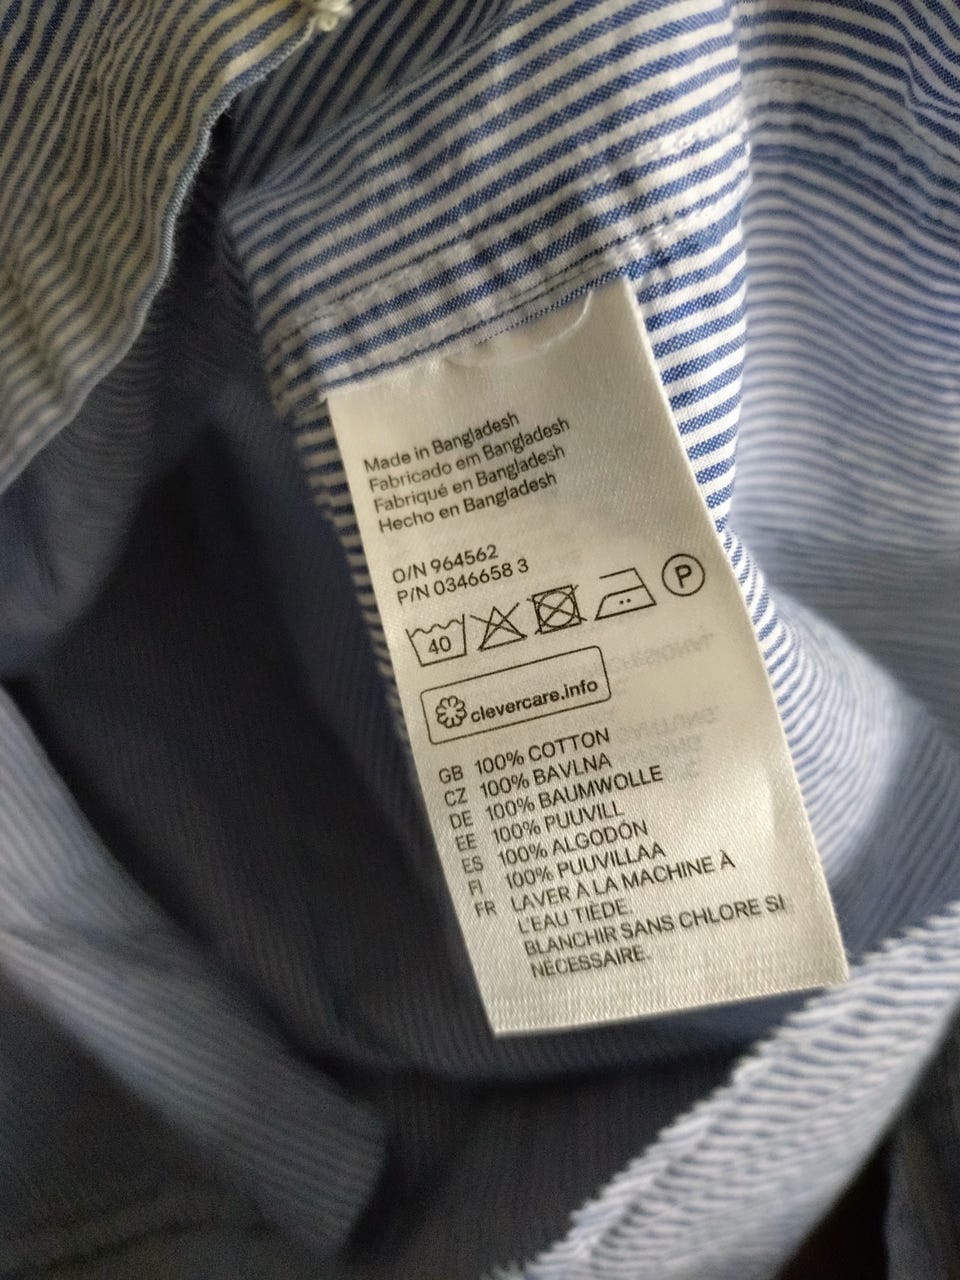 Made in Bangladesh
Fabricado em Bangladesh
Fabriqué en Bangladesh
Hecho en Bangladesh
O/N 964562
P/N 0346658 3
40 P
clevercare.info
GB 100% COTTON
CZ 100% BAVLNA
DE 100% BAUMWOLLE
EE 100% PUUVILL
ES 100% ALGODÓN
FI 100% PUUVILLAA
FR LAVER À LA MACHINE À
L'EAU TIÈDE.
BLANCHIR SANS CHLORE SI
NÉCESSAIRE.